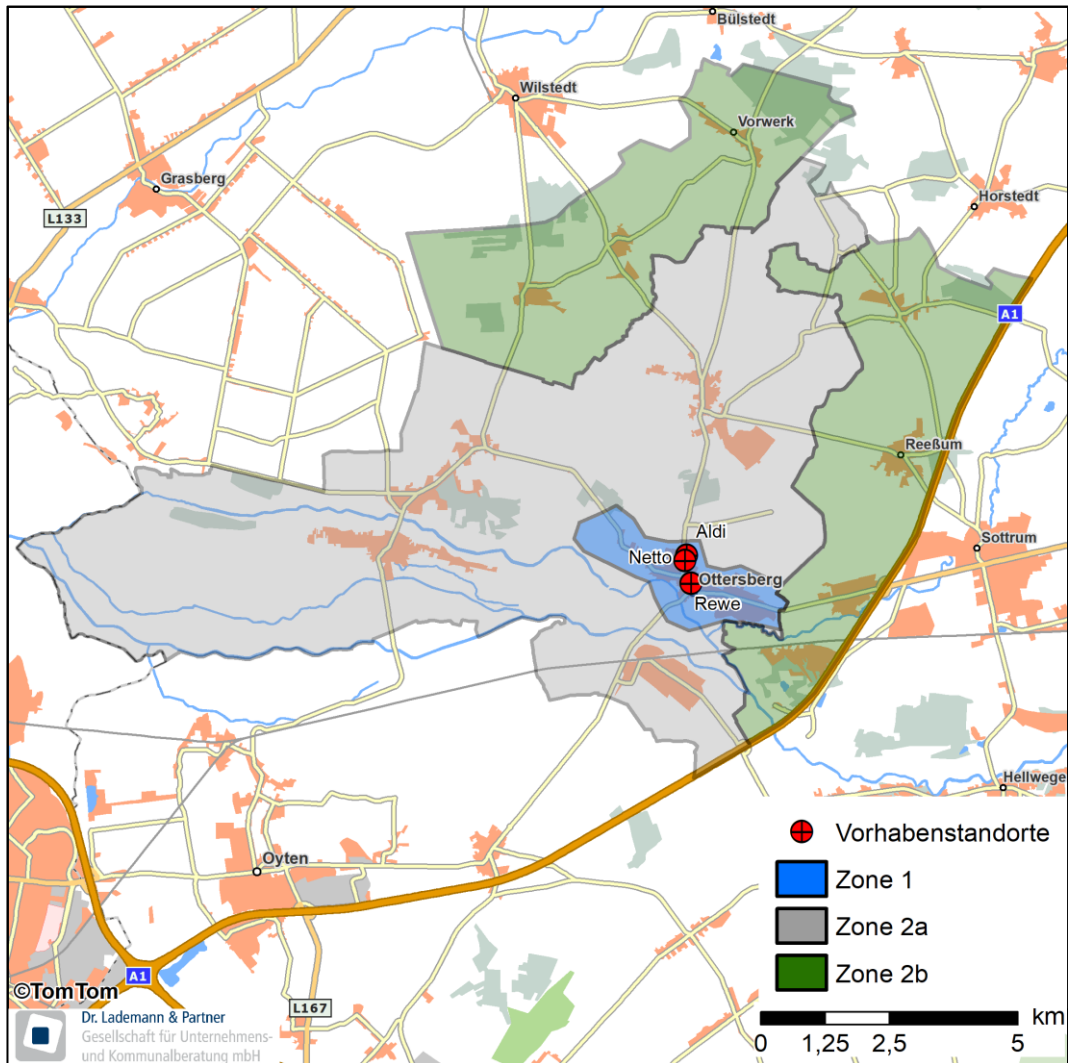 Bülstedt
Wilstedt
Vorwerk
Grasberg
L133
Horstedt
A1
Reeßum
Aldi
Netto
Sottrum
Ottersberg
Rewe
Hellwege
Oyten
A1
L167
Vorhabenstandorte
Zone 1
Zone 2a
Zone 2b
km
0 1,25 2,5 5
©TomTom
Dr. Lademann & Partner
Gesellschaft für Unternehmens-
und Kommunalberatung mbH